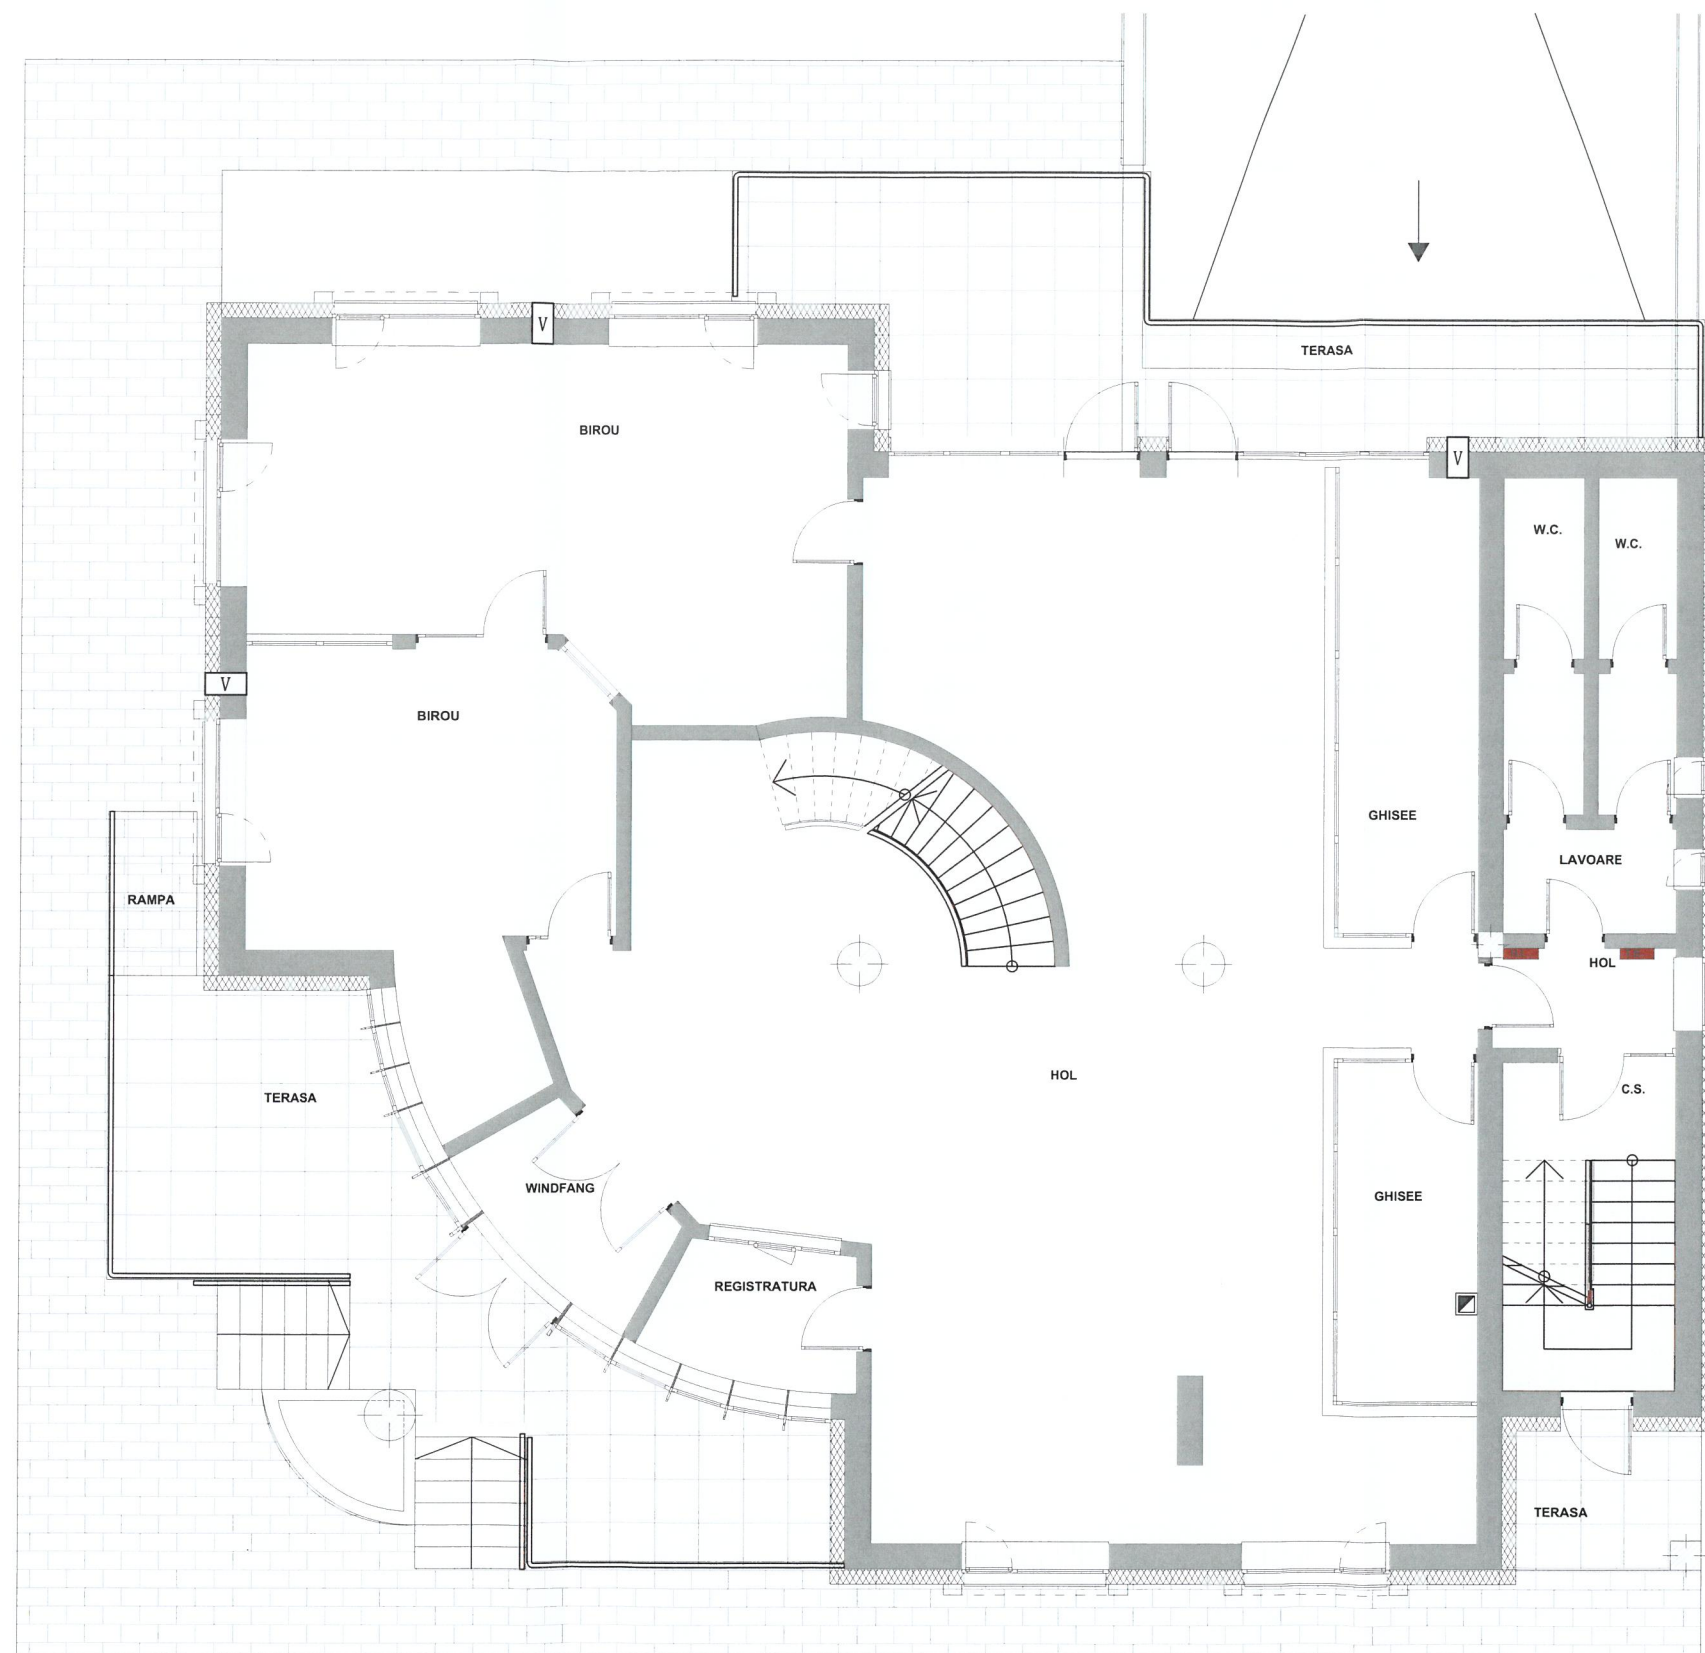 V
TERASA
BIROU
V
W.C.
W.C.
V
BIROU
GHISEE
LAVOARE
RAMPA
HOL
HOL
C.S.
TERASA
WINDFANG
GHISEE
REGISTRATURA
TERASA